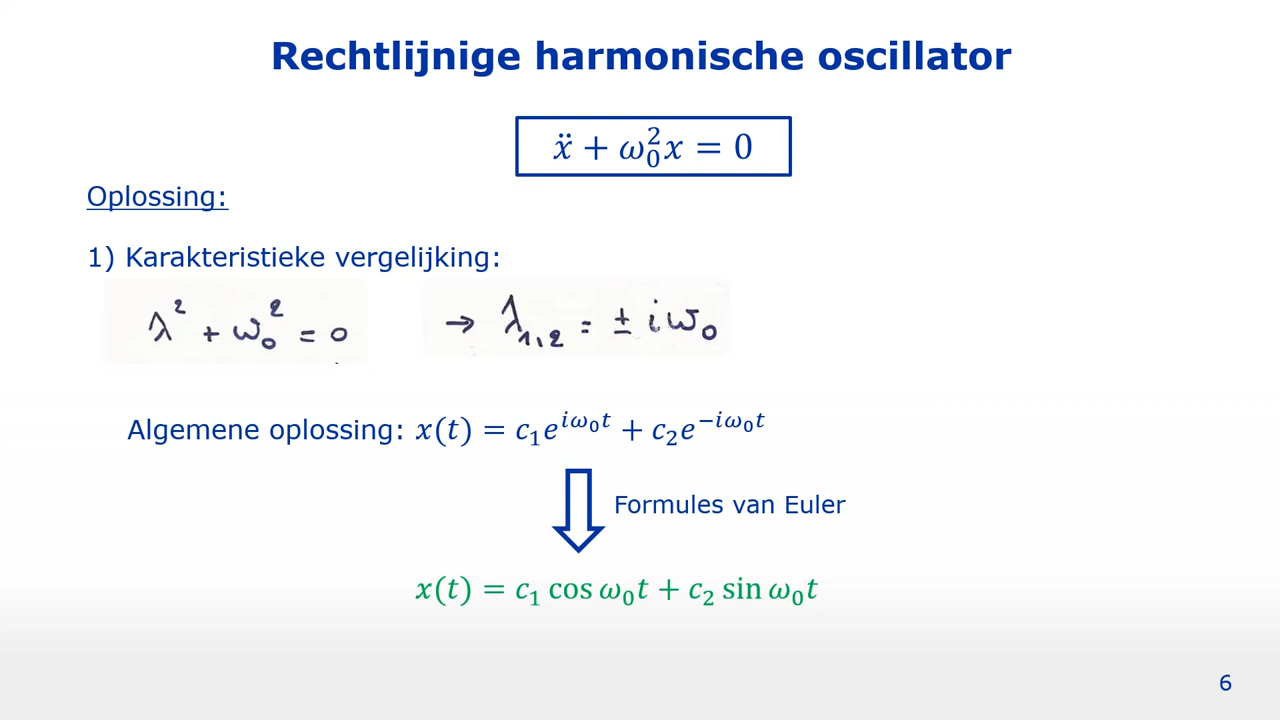 Rechtlijnige harmonische oscillator
ẍ + ω₀²x = 0
Oplossing:
1) Karakteristieke vergelijking:
λ² + ω₀² = 0 → λ₁,₂ = ± iω₀
Algemene oplossing: x(t) = c₁e^{iω₀t} + c₂e^{−iω₀t}
Formules van Euler
x(t) = c₁ cos ω₀t + c₂ sin ω₀t
6